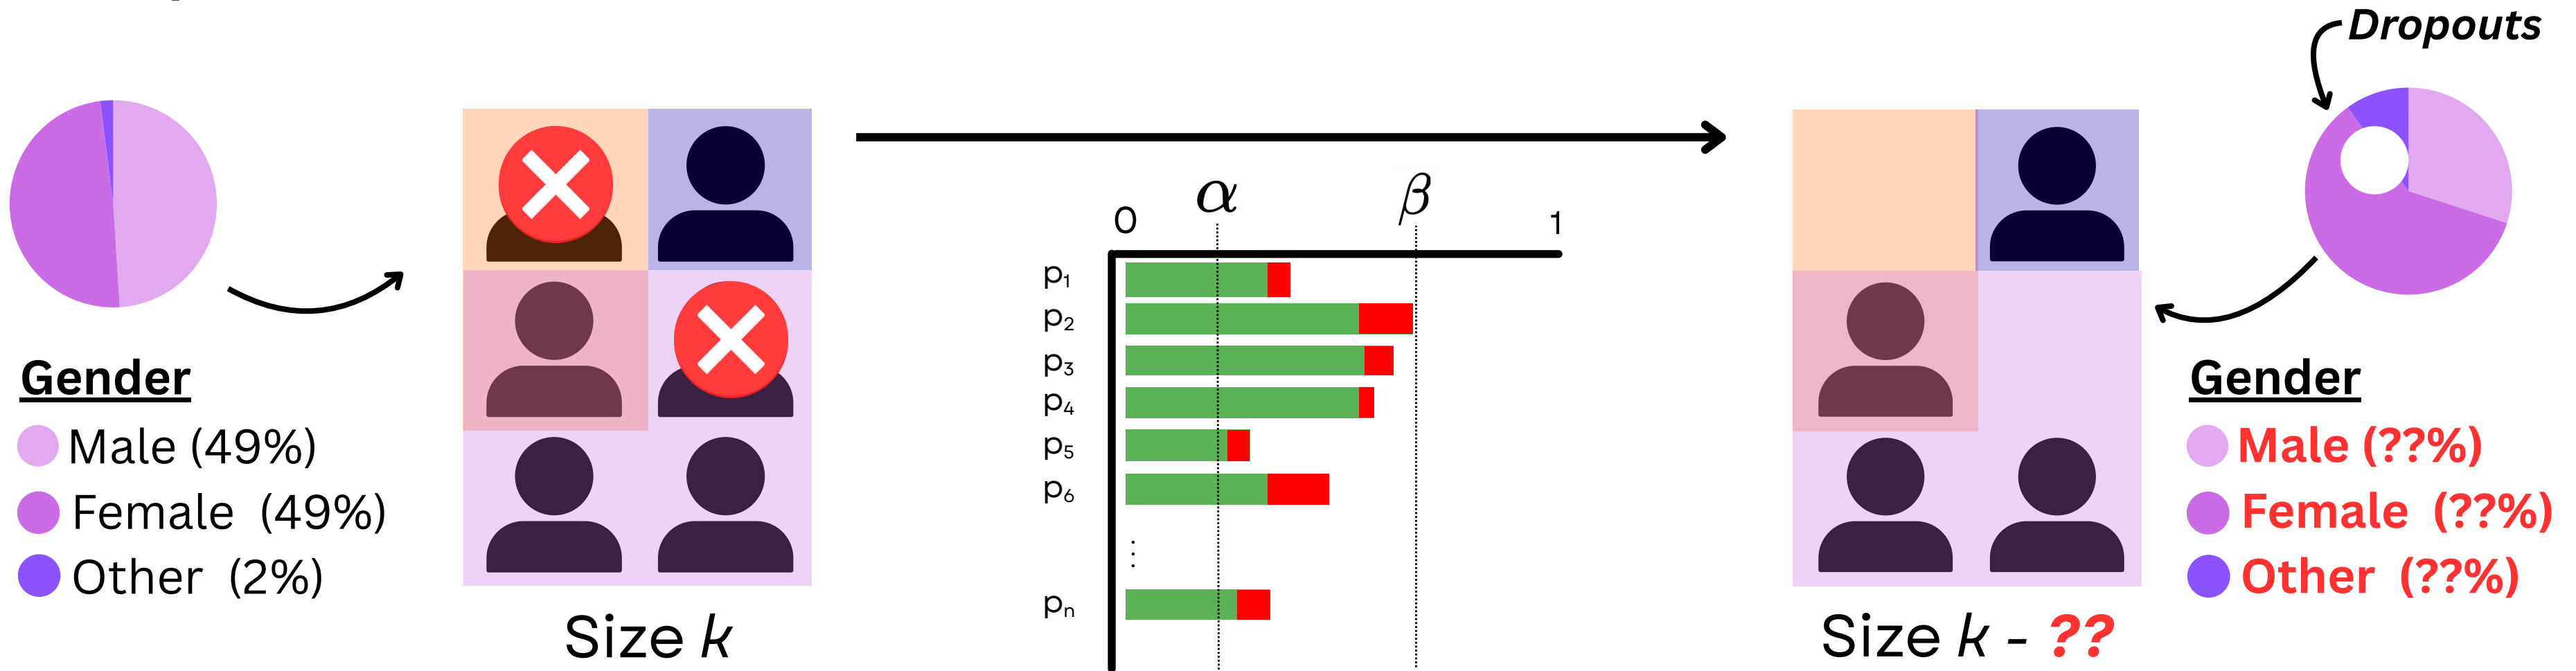 Dropouts
Gender
Male (49%)
Female (49%)
Other (2%)
Size k
0 α β 1
p₁
p₂
p₃
p₄
p₅
p₆
⋮
pₙ
Size k - ??
Gender
Male (??%)
Female (??%)
Other (??%)